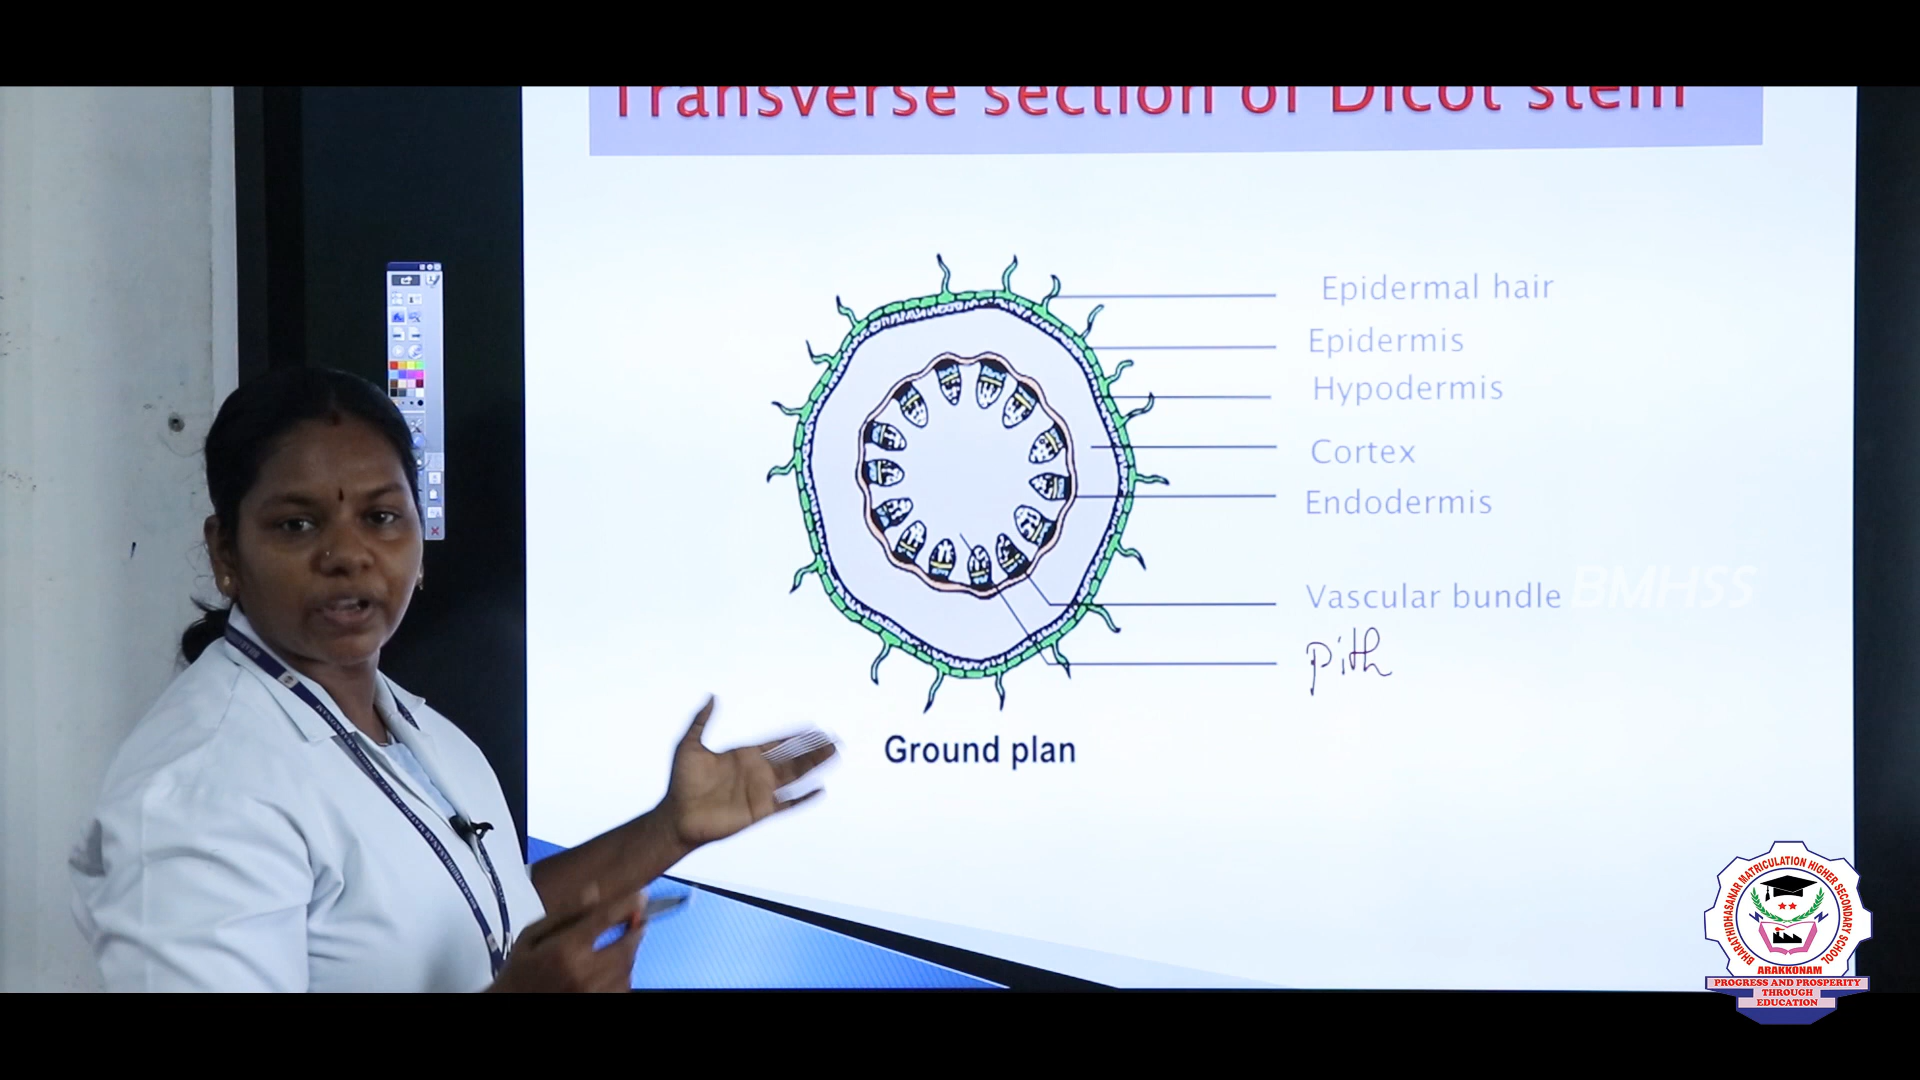 Transverse section of Dicot stem
Epidermal hair
Epidermis
Hypodermis
Cortex
Endodermis
Vascular bundle
BMHSS
pith
Ground plan
BHARATHIDHASANAR MATRICULATION HIGHER SECONDARY SCHOOL
ARAKKONAM
PROGRESS AND PROSPERITY
THROUGH
EDUCATION